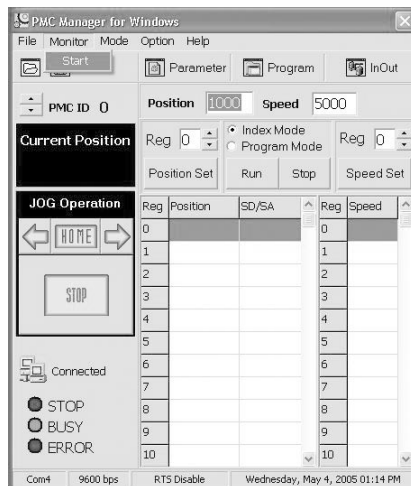 PMC Manager for Windows
File Monitor Mode Option Help
Start
Parameter Program InOut
PMC ID 0
Position 1000 Speed 5000
Current Position
Reg 0
Index Mode
Program Mode
Reg 0
Position Set Run Stop Speed Set
JOG Operation
HOME
STOP
Reg Position SD/SA Reg Speed
0 0
1 1
2 2
3 3
4 4
5 5
6 6
7 7
8 8
9 9
10 10
Connected
STOP
BUSY
ERROR
Com4 9600 bps RTS Disable Wednesday, May 4, 2005 01:14 PM